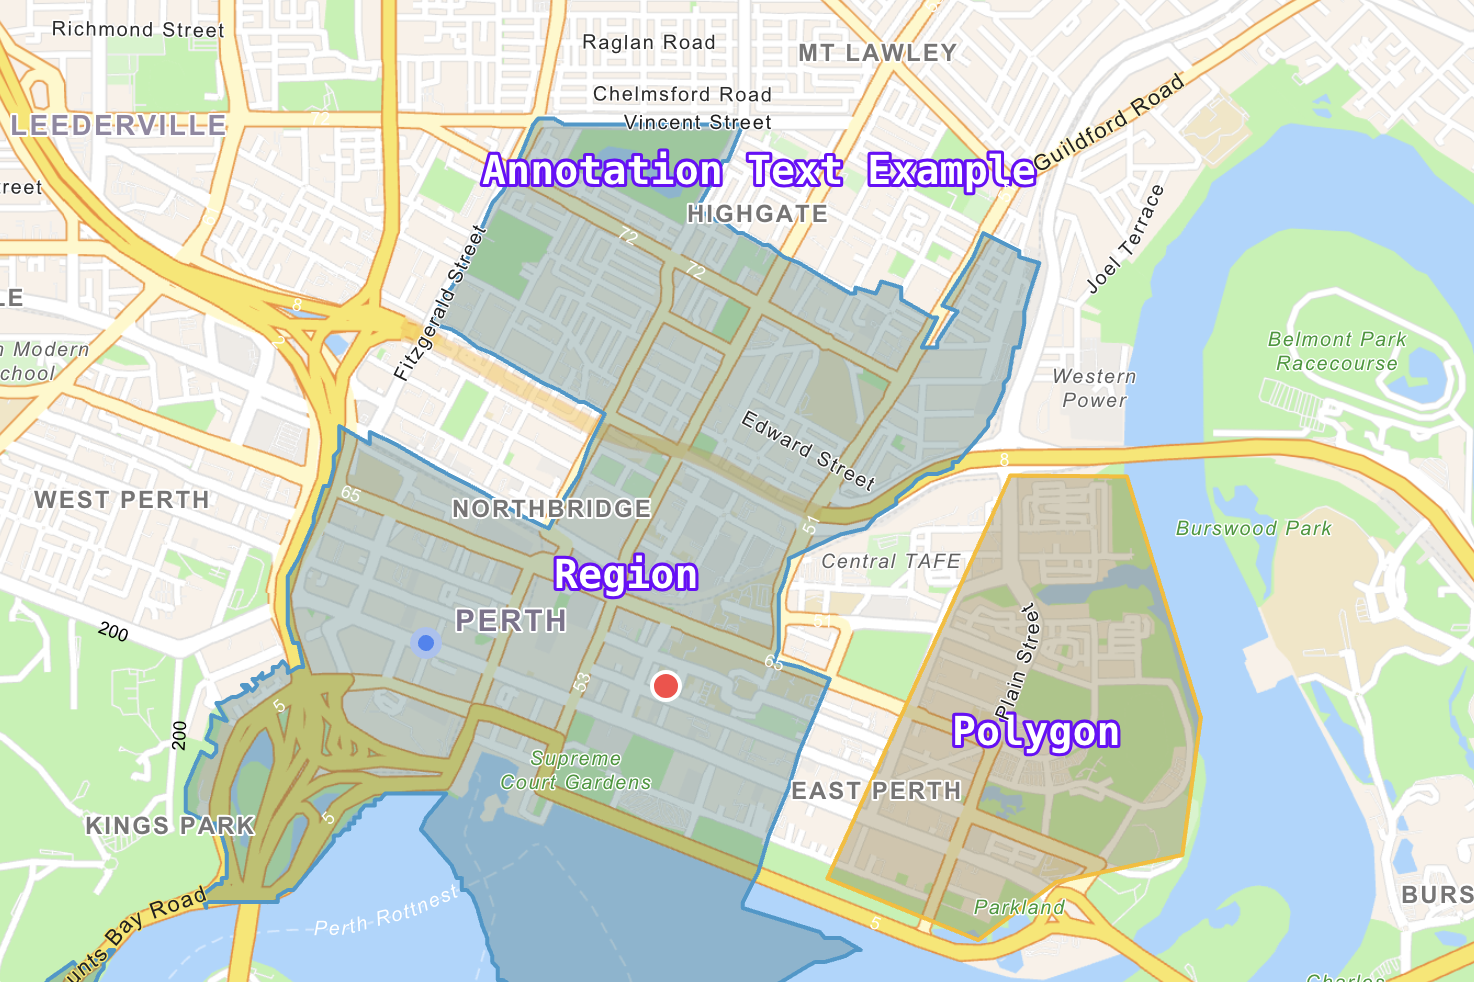 Richmond Street
Raglan Road
MT LAWLEY
Chelmsford Road
Vincent Street
72
LEEDERVILLE
Guildford Road
Annotation Text Example
treet
HIGHGATE
Joel Terrace
72
72
Fitzgerald Street
LE
8
2
n Modern
chool
Belmont Park
Racecourse
Western
Power
Edward Street
8
65
WEST PERTH
NORTHBRIDGE
51
Burswood Park
Central TAFE
Region
PERTH
200
Plain Street
65
53
5
200
Polygon
Supreme
Court Gardens
EAST PERTH
KINGS PARK
5
BURS
unts Bay Road
Perth-Rottnest
Parkland
5
Charles